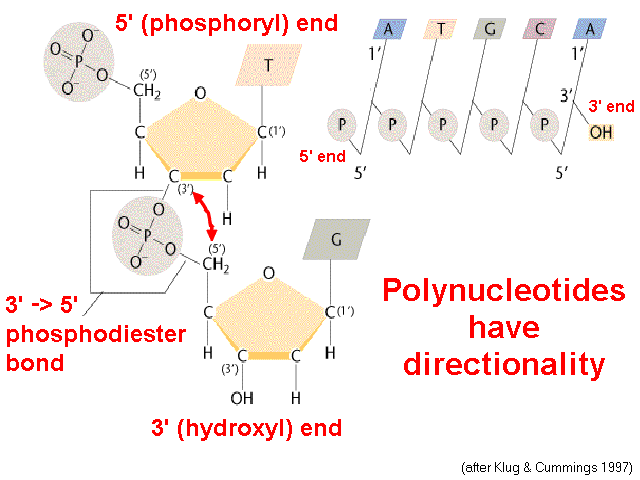 5' (phosphoryl) end
O⁻
O
P
O⁻
O
(5')
CH₂
O
T
C
C
(1')
H
C
(3')
C
H
H
O
O
P
O⁻
O
(5')
CH₂
O
G
C
C
(1')
H
C
(3')
C
H
OH
H
3' -> 5'
phosphodiester
bond
3' (hydroxyl) end
A T G C A
1' 1'
3'
3' end
P P P P P
OH
5' end
5' 5'
Polynucleotides
have
directionality
(after Klug & Cummings 1997)